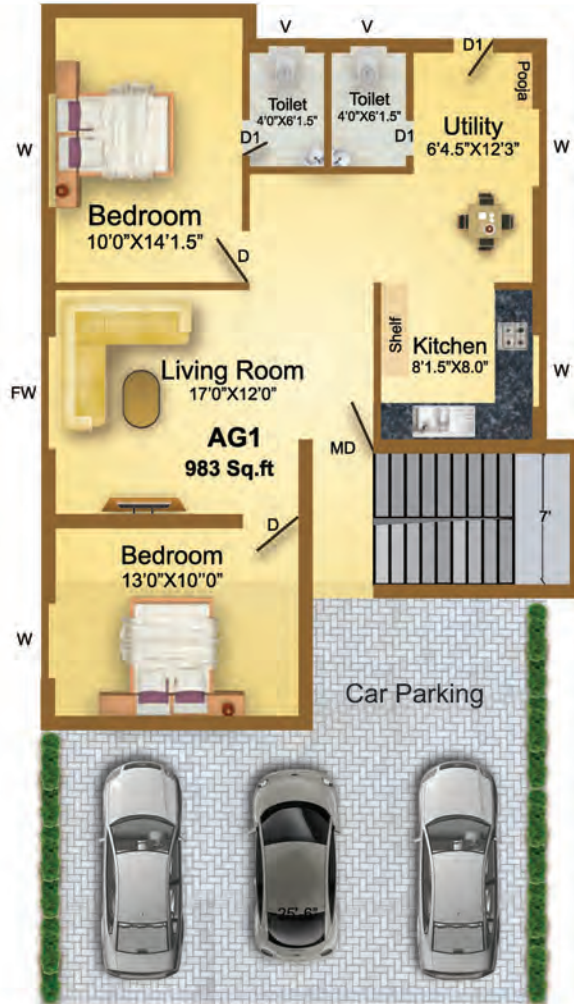 V
V
D1
Pooja
Toilet
4'0"X6'1.5"
Toilet
4'0"X6'1.5"
Utility
6'4.5"X12'3"
D1
D1
W
W
Bedroom
10'0"X14'1.5"
D
Shelf
Kitchen
8'1.5"X8.0"
Living Room
17'0"X12'0"
W
FW
AG1
983 Sq.ft
MD
7'
D
Bedroom
13'0"X10"0"
W
Car Parking
25'-6"